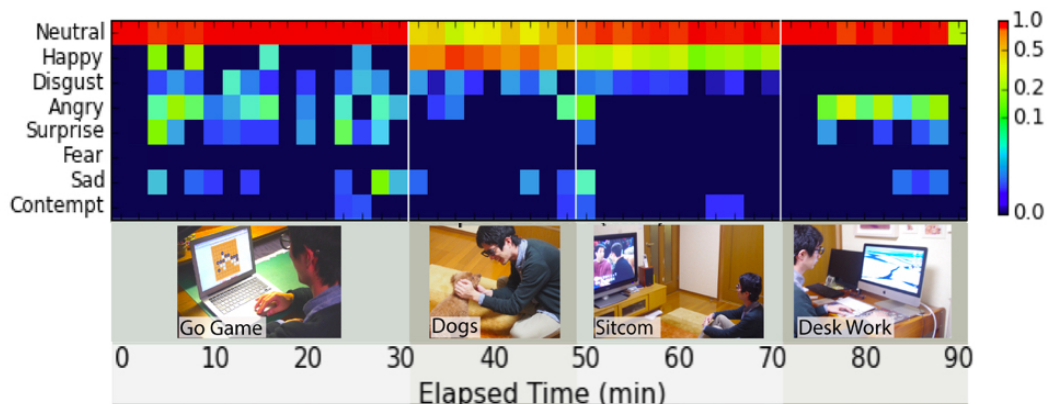 Neutral
Happy
Disgust
Angry
Surprise
Fear
Sad
Contempt
1.0
0.5
0.2
0.1
0.0
Go Game
Dogs
Sitcom
Desk Work
0 10 20 30 40 50 60 70 80 90
Elapsed Time (min)